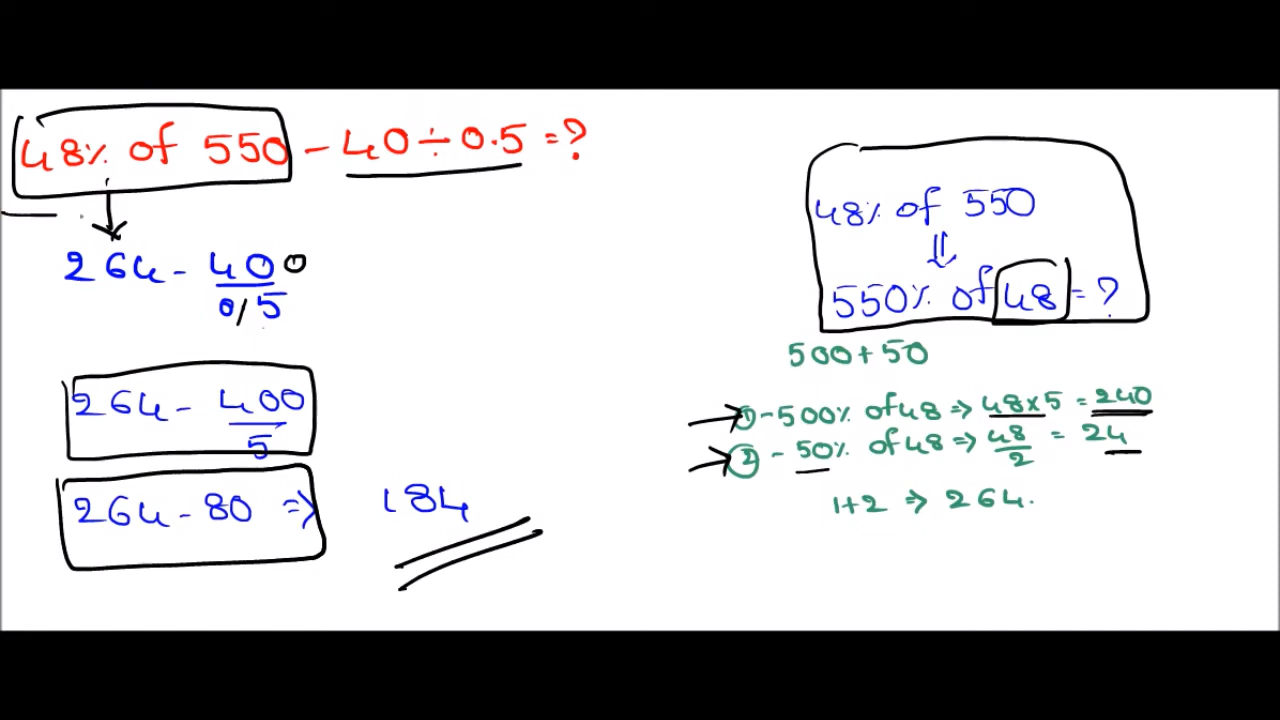 48% of 550 - 40 ÷ 0.5 = ?
264 - 400
0/5
264 - 400
5
264 - 80 ⇒ 184
48% of 550
⇓
550% of 48 = ?
500 + 50
① - 500% of 48 ⇒ 48 x 5 = 240
② - 50% of 48 ⇒ 48/2 = 24
1+2 ⇒ 264.